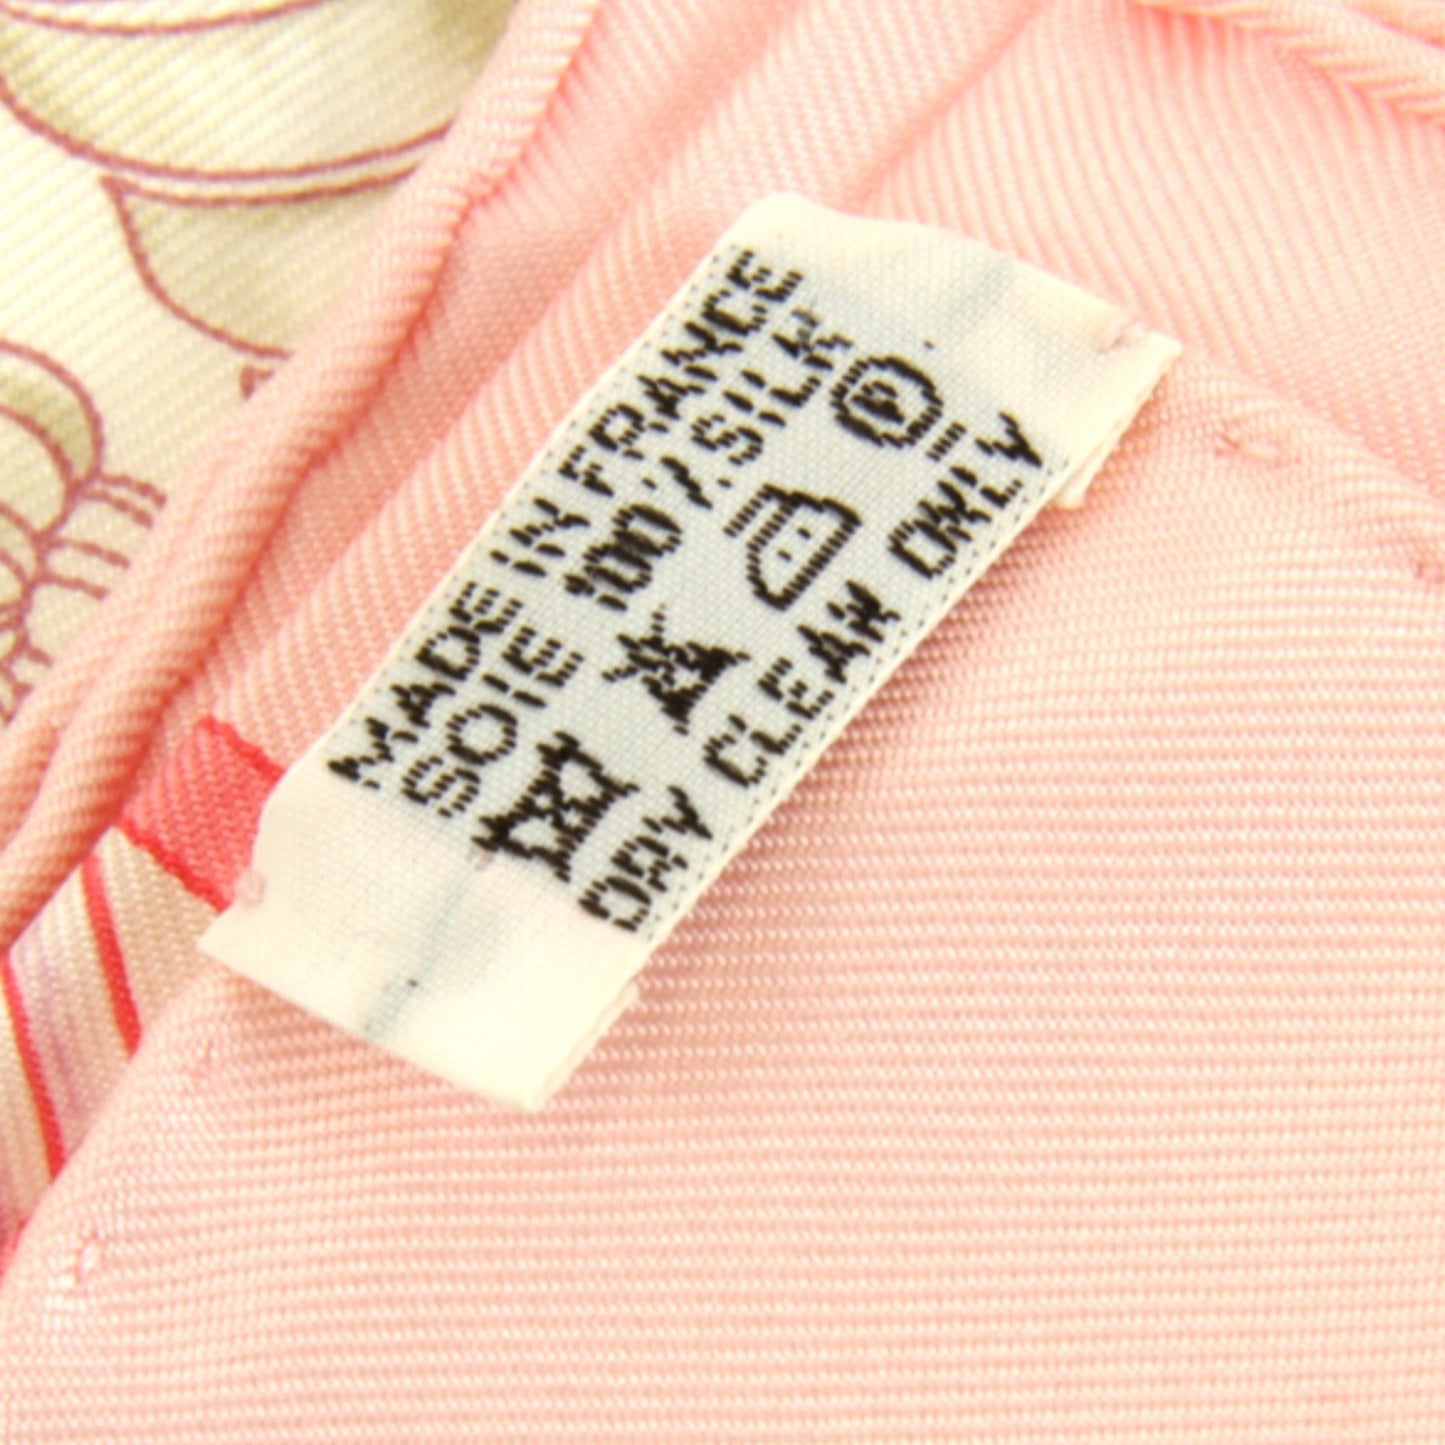 MADE IN FRANCE
SOIE 100% SILK
P
DRY CLEAN ONLY